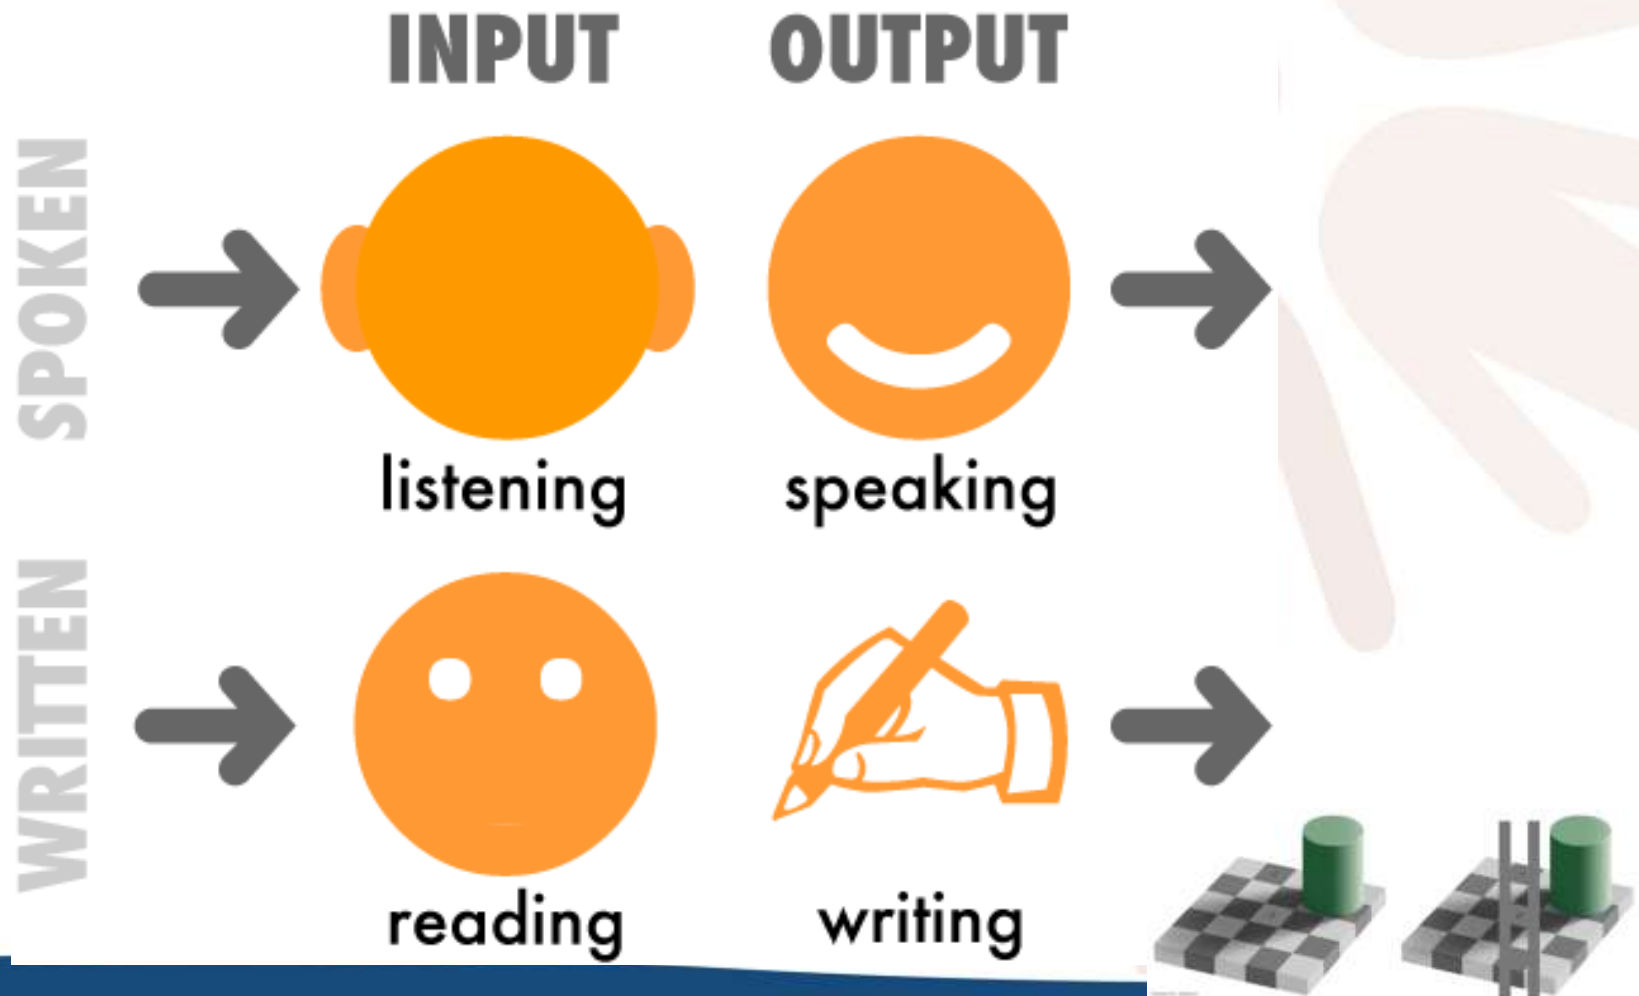 INPUT OUTPUT
SPOKEN
listening speaking
WRITTEN
reading writing